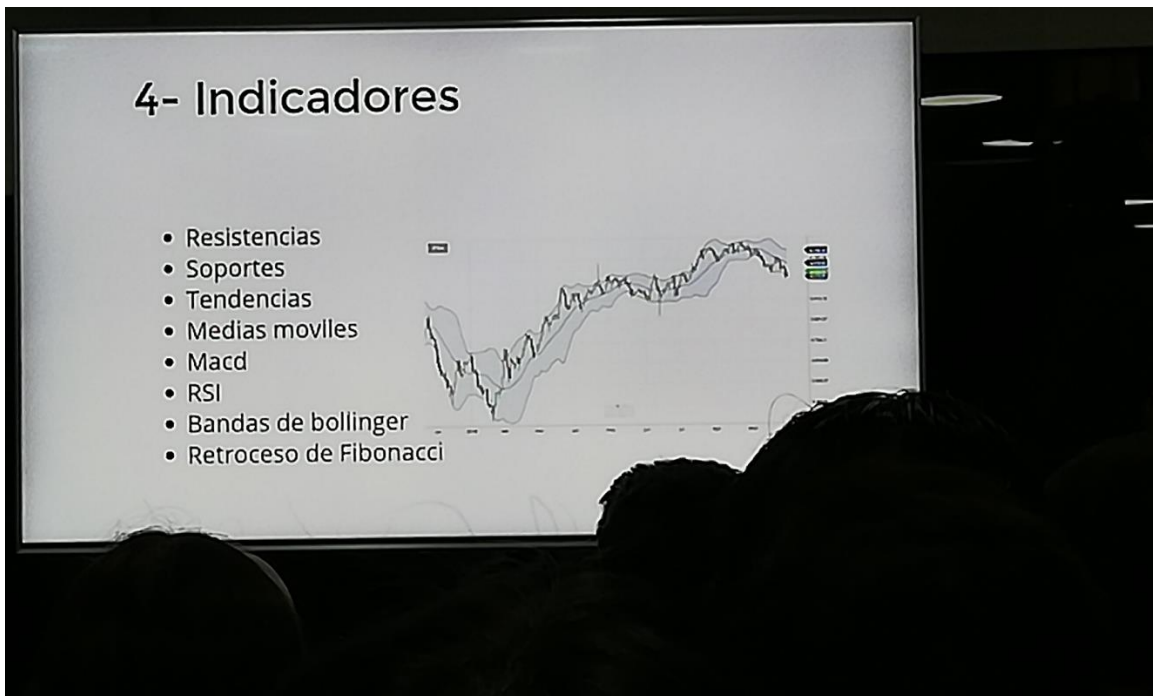 4- Indicadores
Resistencias
Soportes
Tendencias
Medias moviles
Macd
RSI
Bandas de bollinger
Retroceso de Fibonacci